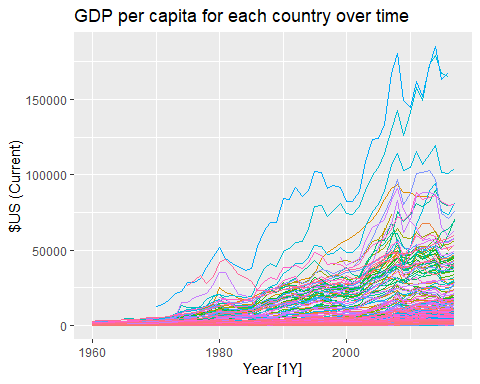 GDP per capita for each country over time
$US (Current)
150000
100000
50000
0
1960
1980
2000
Year [1Y]